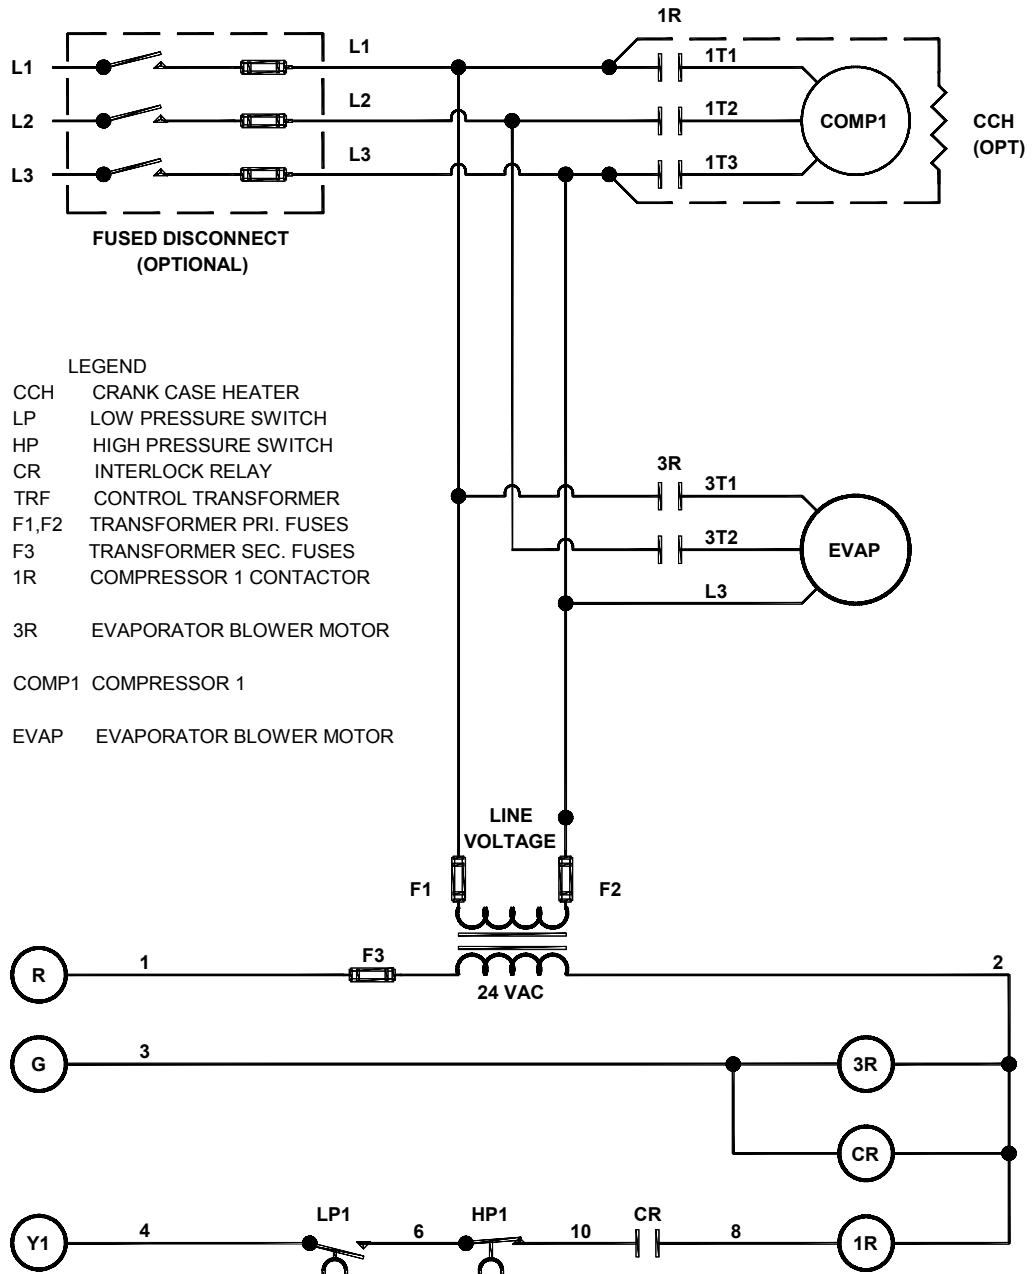 1R
L1
L1
1T1
L2
L2
1T2
COMP1
CCH
(OPT)
L3
L3
1T3
FUSED DISCONNECT
(OPTIONAL)
LEGEND
CCH CRANK CASE HEATER
LP LOW PRESSURE SWITCH
HP HIGH PRESSURE SWITCH
CR INTERLOCK RELAY
TRF CONTROL TRANSFORMER
F1,F2 TRANSFORMER PRI. FUSES
F3 TRANSFORMER SEC. FUSES
1R COMPRESSOR 1 CONTACTOR
3R EVAPORATOR BLOWER MOTOR
COMP1 COMPRESSOR 1
EVAP EVAPORATOR BLOWER MOTOR
3R
3T1
3T2
EVAP
L3
LINE
VOLTAGE
F1
F2
R
1
F3
24 VAC
2
G
3
3R
CR
Y1
4
LP1
6
HP1
10
CR
8
1R